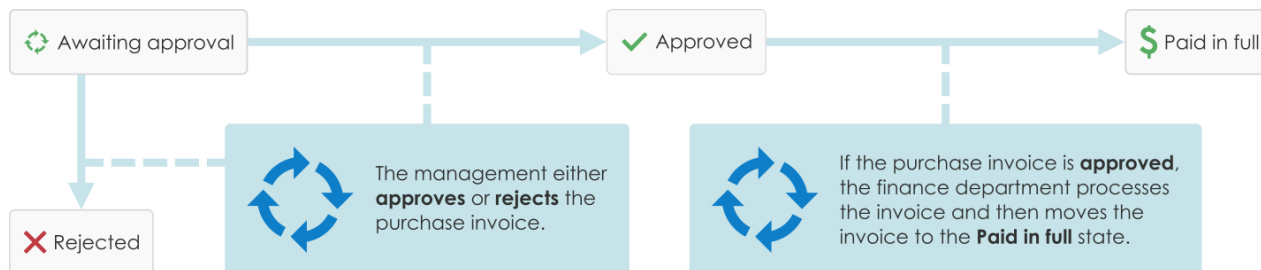 Awaiting approval
Approved
$ Paid in full
The management either
approves or rejects the
purchase invoice.
If the purchase invoice is approved,
the finance department processes
the invoice and then moves the
invoice to the Paid in full state.
Rejected